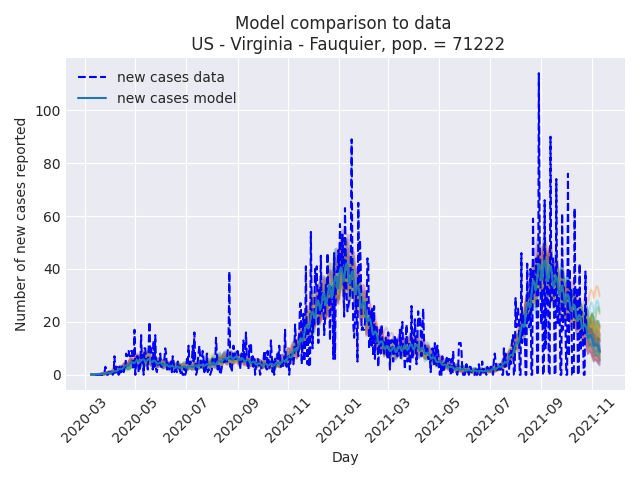 Model comparison to data
US - Virginia - Fauquier, pop. = 71222
new cases data
new cases model
Number of new cases reported
100
80
60
40
20
0
2020-03
2020-05
2020-07
2020-09
2020-11
2021-01
2021-03
2021-05
2021-07
2021-09
2021-11
Day